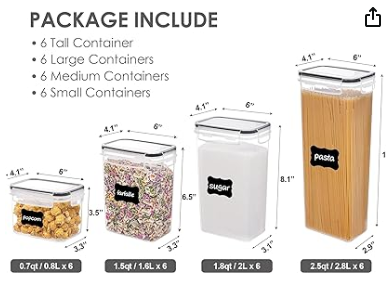 PACKAGE INCLUDE
• 6 Tall Container
• 6 Large Containers
• 6 Medium Containers
• 6 Small Containers
4.1" 6"
4.1" 6"
4.1" 6"
4.1" 6"
pasta
farfalle
sugar
popcorn
3.5"
6.5"
8.1"
1
3.3"
3.3"
2.9"
3.1"
0.7qt / 0.8L x 6
1.5qt / 1.6L x 6
1.8qt / 2L x 6
2.5qt / 2.8L x 6